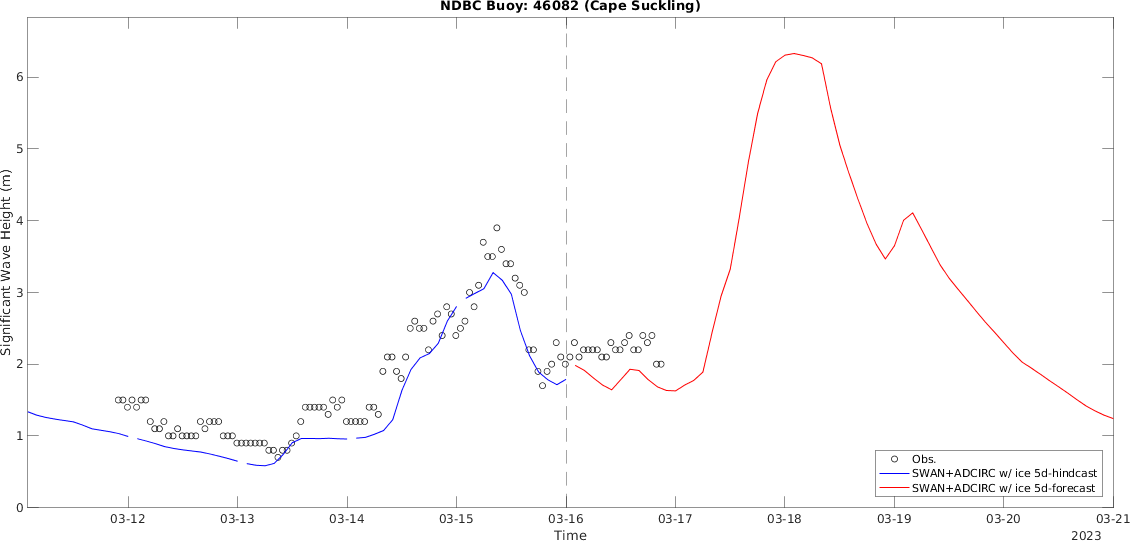 NDBC Buoy: 46082 (Cape Suckling)
Significant Wave Height (m)
6
5
4
3
2
1
0
Obs.
SWAN+ADCIRC w/ ice 5d-hindcast
SWAN+ADCIRC w/ ice 5d-forecast
03-12 03-13 03-14 03-15 03-16 03-17 03-18 03-19 03-20 03-21
Time
2023